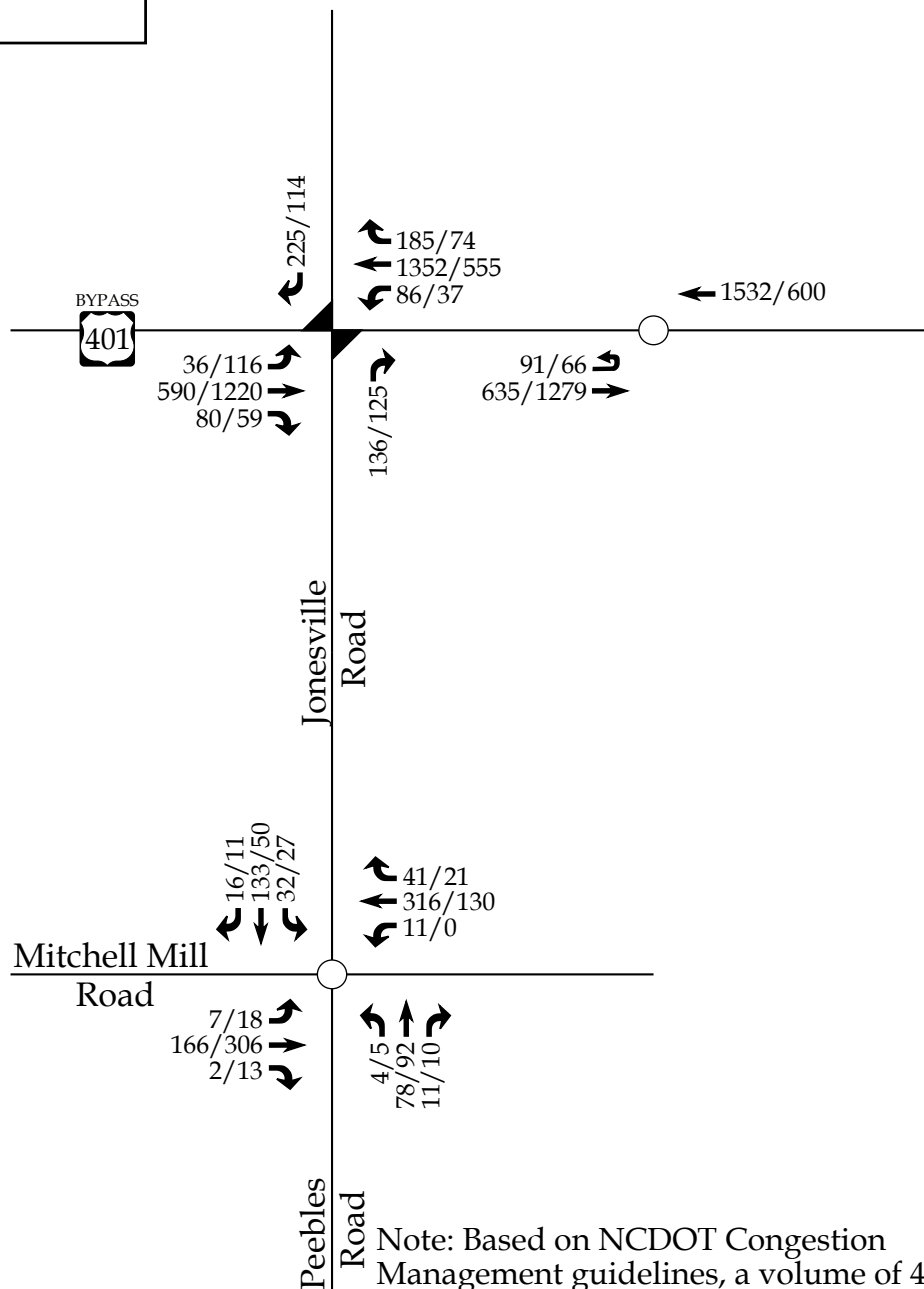 225/114
185/74
1352/555
86/37
1532/600
BYPASS
401
36/116
590/1220
80/59
136/125
91/66
635/1279
Jonesville
Road
16/11
133/50
32/27
41/21
316/130
11/0
Mitchell Mill
Road
7/18
166/306
2/13
4/5
78/92
11/10
Peebles
Road
Note: Based on NCDOT Congestion
Management guidelines, a volume of 4